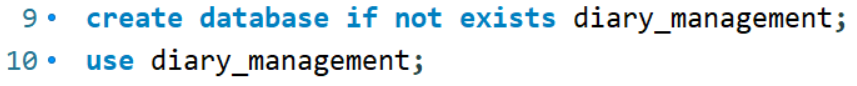 9 create database if not exists diary_management;
10 use diary_management;